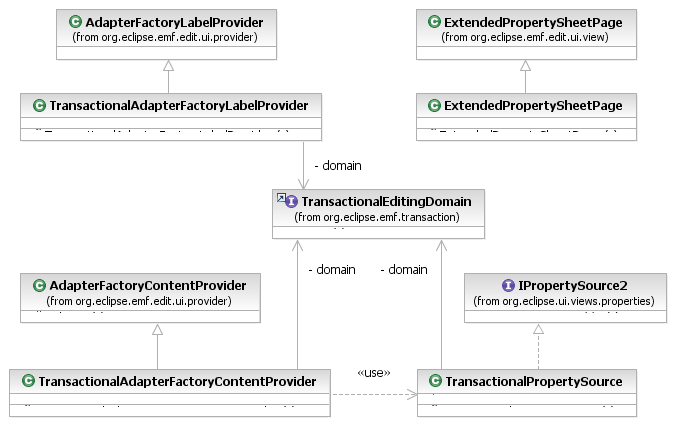 AdapterFactoryLabelProvider
(from org.eclipse.emf.edit.ui.provider)
ExtendedPropertySheetPage
(from org.eclipse.emf.edit.ui.view)
TransactionalAdapterFactoryLabelProvider
ExtendedPropertySheetPage
- domain
TransactionalEditingDomain
(from org.eclipse.emf.transaction)
- domain
- domain
AdapterFactoryContentProvider
(from org.eclipse.emf.edit.ui.provider)
IPropertySource2
(from org.eclipse.ui.views.properties)
TransactionalAdapterFactoryContentProvider
«use»
TransactionalPropertySource